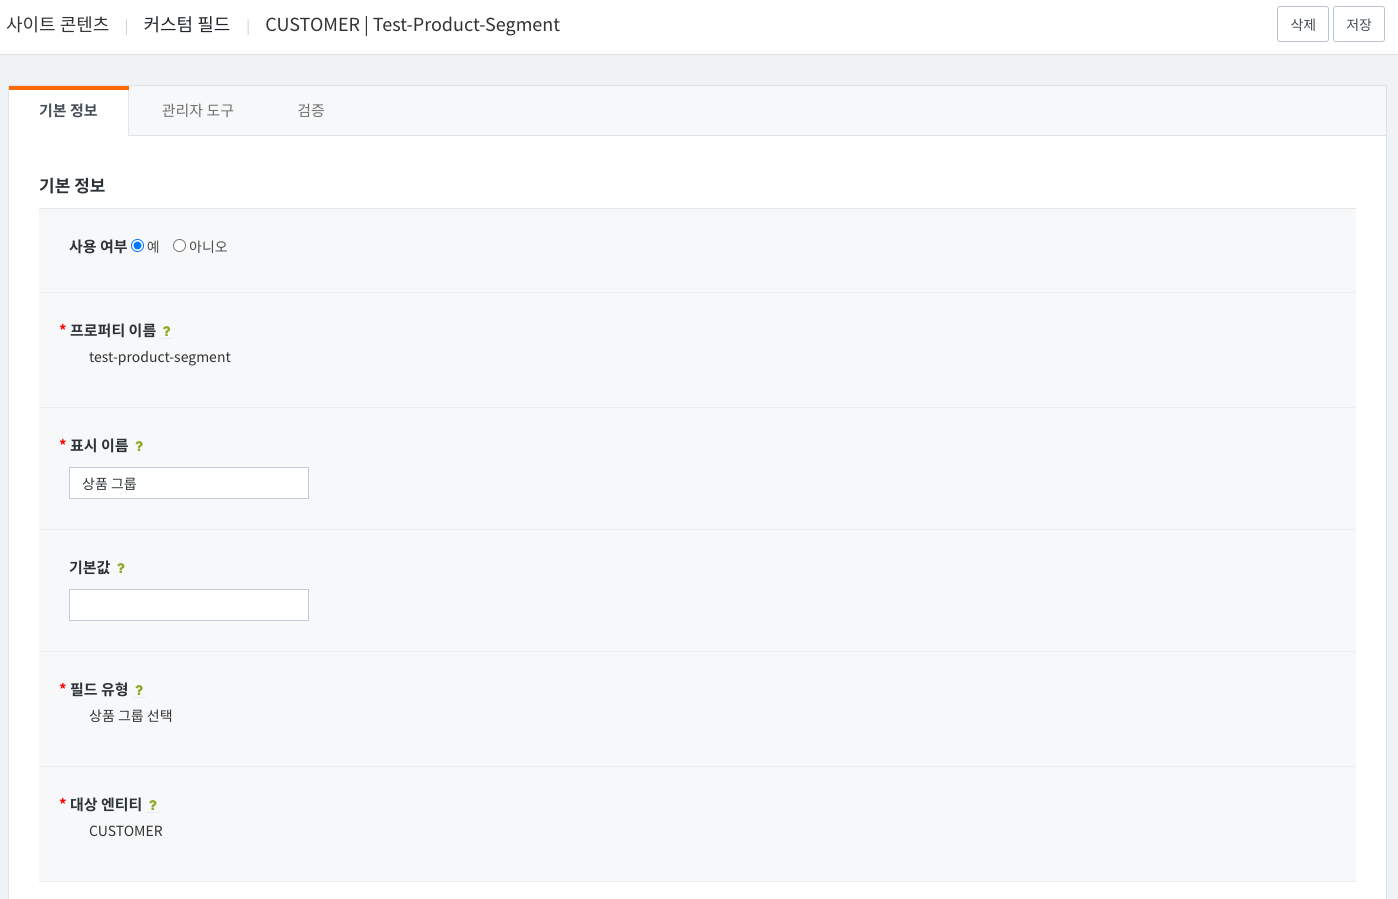 사이트 콘텐츠 | 커스텀 필드 | CUSTOMER | Test-Product-Segment
삭제 저장
기본 정보 관리자 도구 검증
기본 정보
사용 여부 예 아니오
* 프로퍼티 이름 ?
test-product-segment
* 표시 이름 ?
상품 그룹
기본값 ?
* 필드 유형 ?
상품 그룹 선택
* 대상 엔티티 ?
CUSTOMER